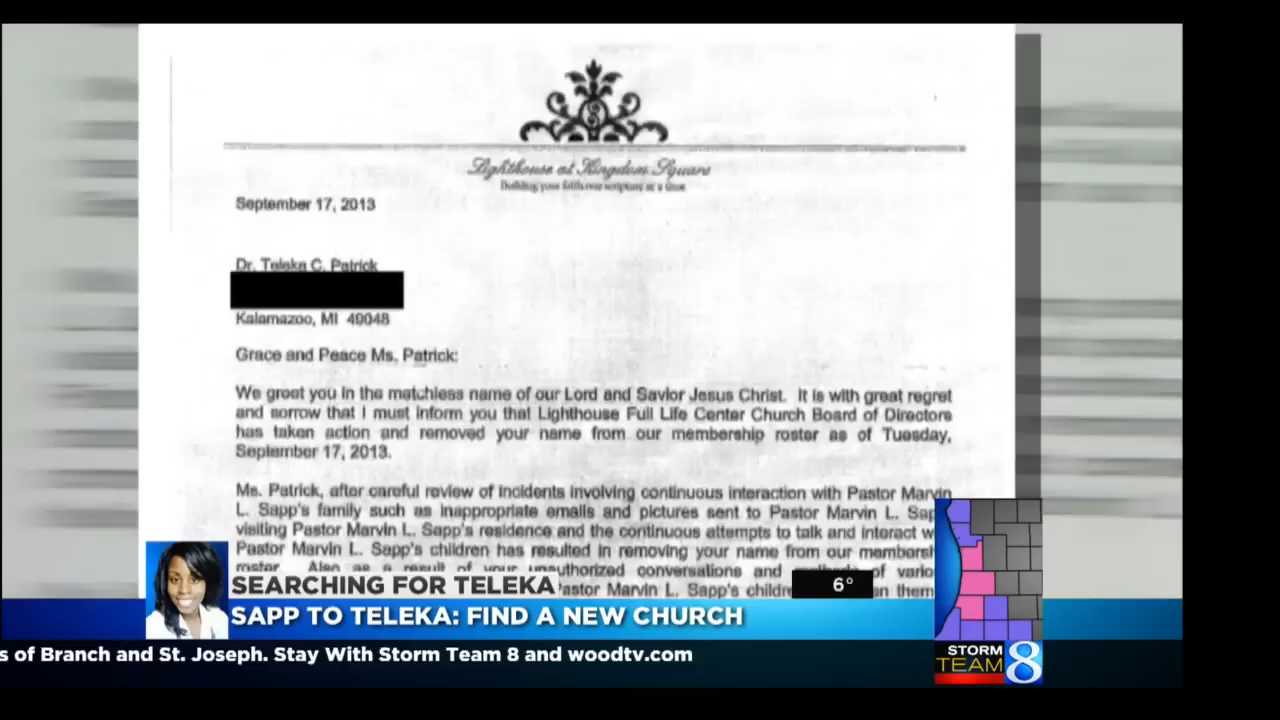 Lighthouse at Kingdom Square
Building your faith one scripture at a time
September 17, 2013
Dr. Teleka C. Patrick
Kalamazoo, MI 49048
Grace and Peace Ms. Patrick:
We greet you in the matchless name of our Lord and Savior Jesus Christ. It is with great regret
and sorrow that I must inform you that Lighthouse Full Life Center Church Board of Directors
has taken action and removed your name from our membership roster as of Tuesday,
September 17, 2013.
Ms. Patrick, after careful review of incidents involving continuous interaction with Pastor Marvin
L. Sapp's family such as inappropriate emails and pictures sent to Pastor Marvin L. Sap
visiting Pastor Marvin L. Sapp's residence and the continuous attempts to talk and interact w
Pastor Marvin L. Sapp's children has resulted in removing your name from our membersh
roster. Also as a result of your unauthorized conversations and of vario
Pastor Marvin L. Sapp's childre n them
SEARCHING FOR TELEKA
6°
SAPP TO TELEKA: FIND A NEW CHURCH
s of Branch and St. Joseph. Stay With Storm Team 8 and woodtv.com
STORM
TEAM 8